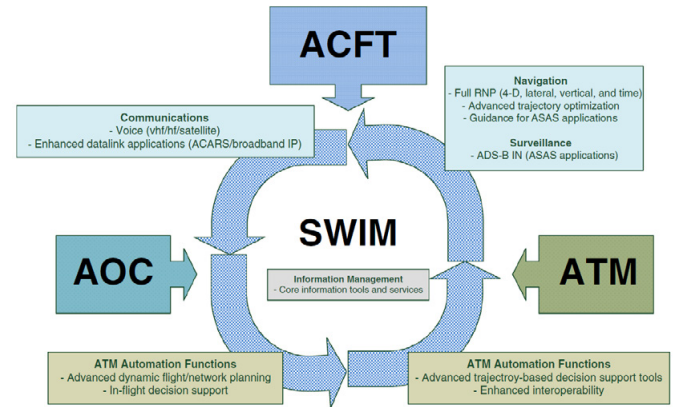 ACFT
Navigation
- Full RNP (4-D, lateral, vertical, and time)
- Advanced trajectory optimization
- Guidance for ASAS applications
Surveillance
- ADS-B IN (ASAS applications)
Communications
- Voice (vhf/hf/satellite)
- Enhanced datalink applications (ACARS/broadband IP)
SWIM
AOC
Information Management
- Core information tools and services
ATM
ATM Automation Functions
- Advanced dynamic flight/network planning
- In-flight decision support
ATM Automation Functions
- Advanced trajectroy-based decision support tools
- Enhanced interoperability